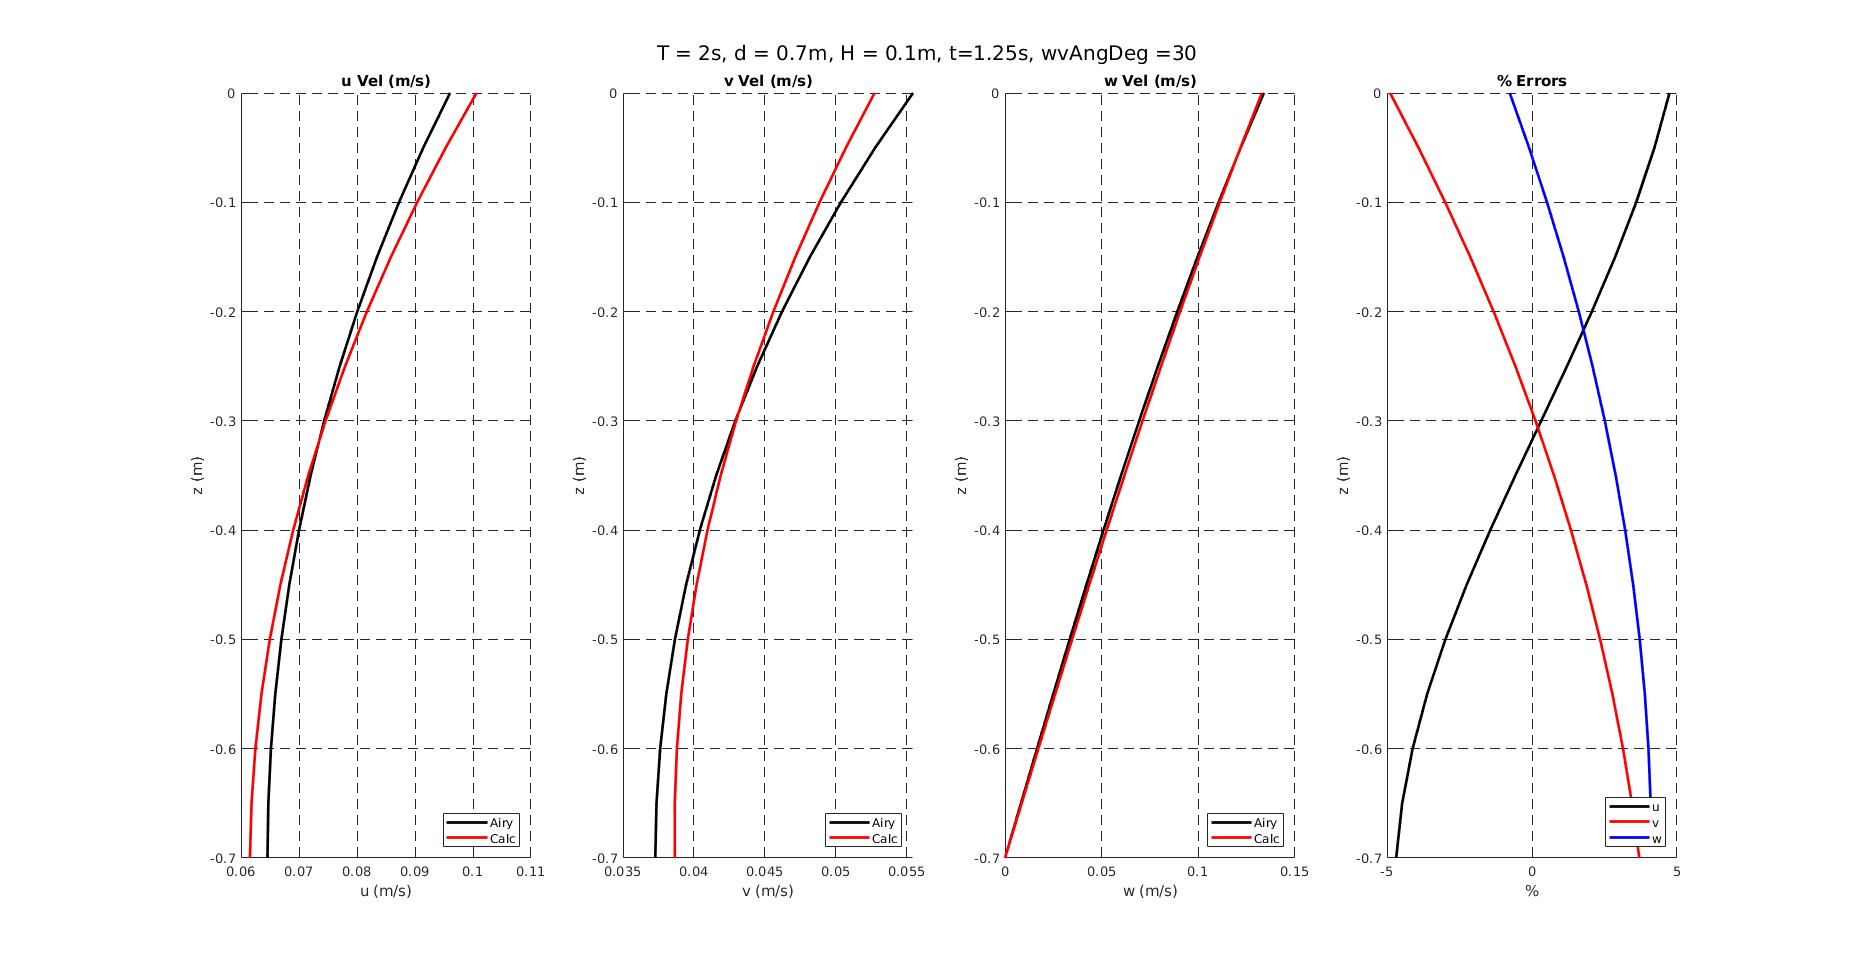 T = 2s, d = 0.7m, H = 0.1m, t=1.25s, wvAngDeg =30
u Vel (m/s)
0
-0.1
-0.2
-0.3
-0.4
-0.5
-0.6
-0.7
z (m)
0.06 0.07 0.08 0.09 0.1 0.11
u (m/s)
Airy
Calc
v Vel (m/s)
0
-0.1
-0.2
-0.3
-0.4
-0.5
-0.6
-0.7
z (m)
0.035 0.04 0.045 0.05 0.055
v (m/s)
Airy
Calc
w Vel (m/s)
0
-0.1
-0.2
-0.3
-0.4
-0.5
-0.6
-0.7
z (m)
0 0.05 0.1 0.15
w (m/s)
Airy
Calc
% Errors
0
-0.1
-0.2
-0.3
-0.4
-0.5
-0.6
-0.7
z (m)
-5 0 5
%
u
v
w